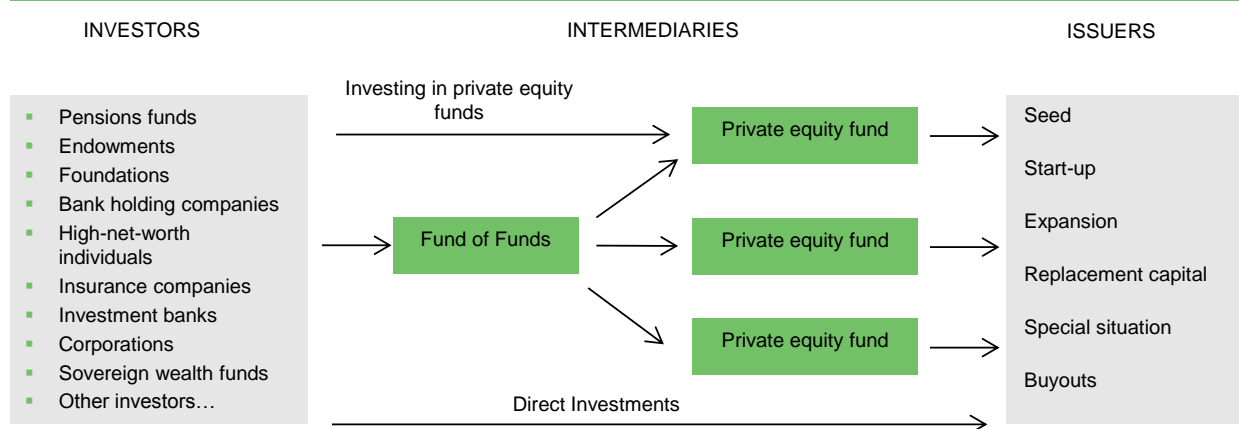 INVESTORS
INTERMEDIARIES
ISSUERS
Investing in private equity
funds
Pensions funds
Endowments
Foundations
Bank holding companies
High-net-worth
individuals
Insurance companies
Investment banks
Corporations
Sovereign wealth funds
Other investors…
Fund of Funds
Private equity fund
Private equity fund
Private equity fund
Seed
Start-up
Expansion
Replacement capital
Special situation
Buyouts
Direct Investments